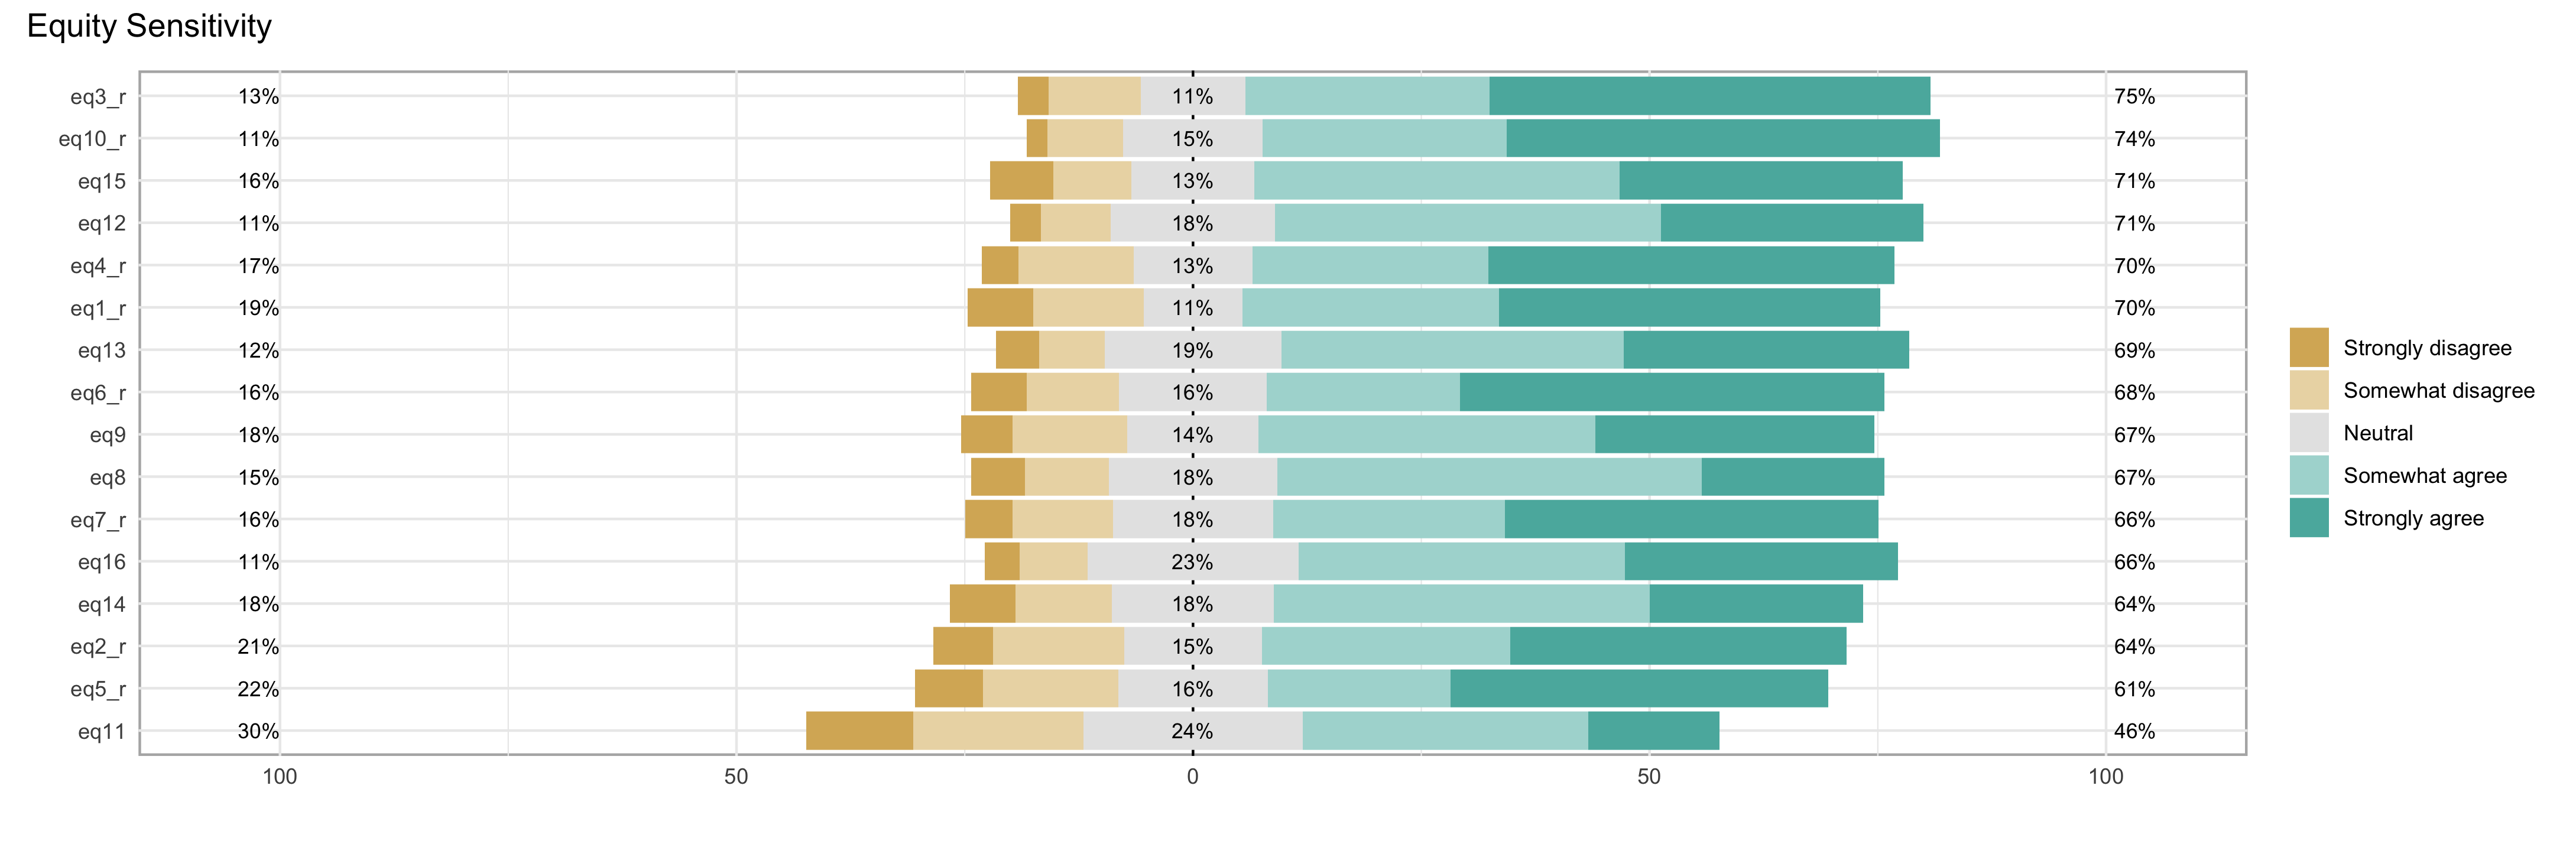 Equity Sensitivity
eq3_r 13% 11% 75%
eq10_r 11% 15% 74%
eq15 16% 13% 71%
eq12 11% 18% 71%
eq4_r 17% 13% 70%
eq1_r 19% 11% 70%
eq13 12% 19% 69%
eq6_r 16% 16% 68%
eq9 18% 14% 67%
eq8 15% 18% 67%
eq7_r 16% 18% 66%
eq16 11% 23% 66%
eq14 18% 18% 64%
eq2_r 21% 15% 64%
eq5_r 22% 16% 61%
eq11 30% 24% 46%
100 50 0 50 100
Strongly disagree
Somewhat disagree
Neutral
Somewhat agree
Strongly agree